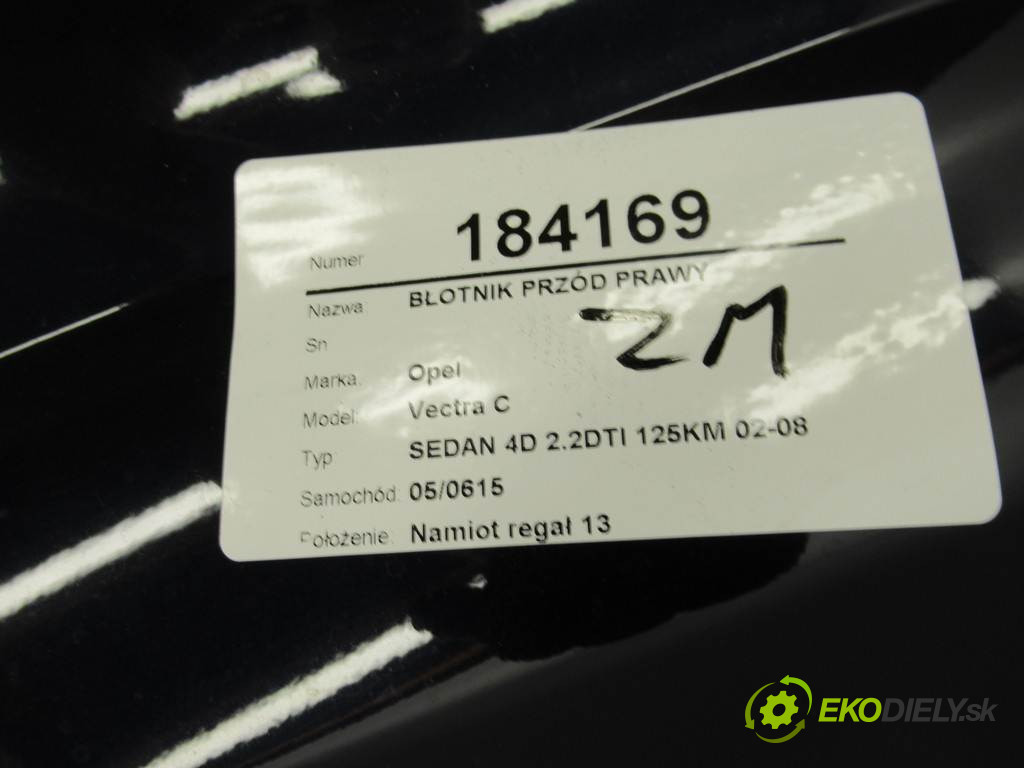 Numer 184169
Nazwa: BŁOTNIK PRZÓD PRAWY
ZM
Sn
Marka: Opel
Model: Vectra C
Typ: SEDAN 4D 2.2DTI 125KM 02-08
Samochód: 05/0615
Położenie: Namiot regał 13
EKODIELY.sk